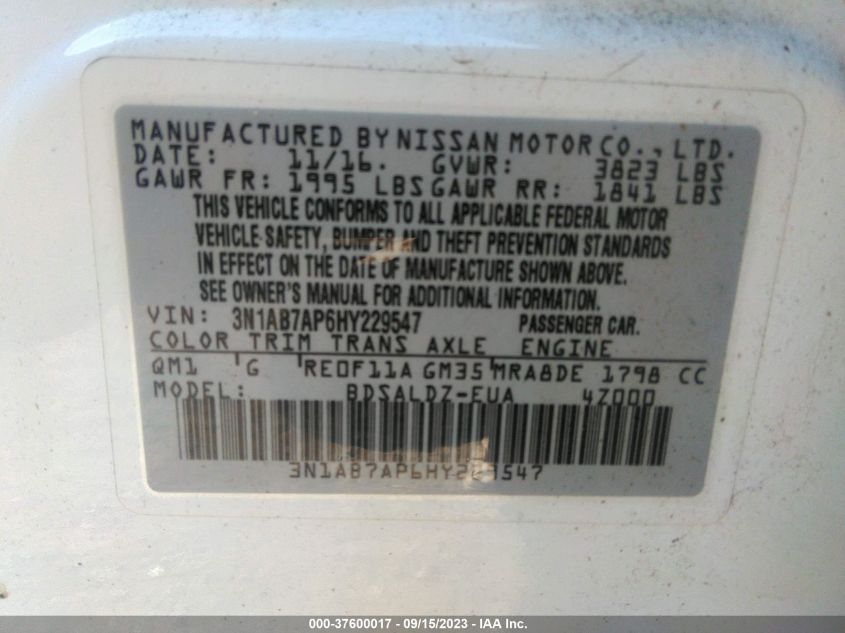 MANUFACTURED BY NISSAN MOTOR CO., LTD.
DATE: 11/16. GVWR: 3823 LBS
GAWR FR: 1995 LBS GAWR RR: 1841 LBS
THIS VEHICLE CONFORMS TO ALL APPLICABLE FEDERAL MOTOR
VEHICLE SAFETY, BUMPER AND THEFT PREVENTION STANDARDS
IN EFFECT ON THE DATE OF MANUFACTURE SHOWN ABOVE.
SEE OWNER'S MANUAL FOR ADDITIONAL INFORMATION.
VIN: 3N1AB7AP6HY229547 PASSENGER CAR.
COLOR TRIM TRANS AXLE ENGINE
QM1 G RE0F11A GM35 MRA8DE 1798 CC
MODEL: BDSALDZ-EUA 4Z000
3N1AB7AP6HY229547
000-37600017 - 09/15/2023 - IAA Inc.